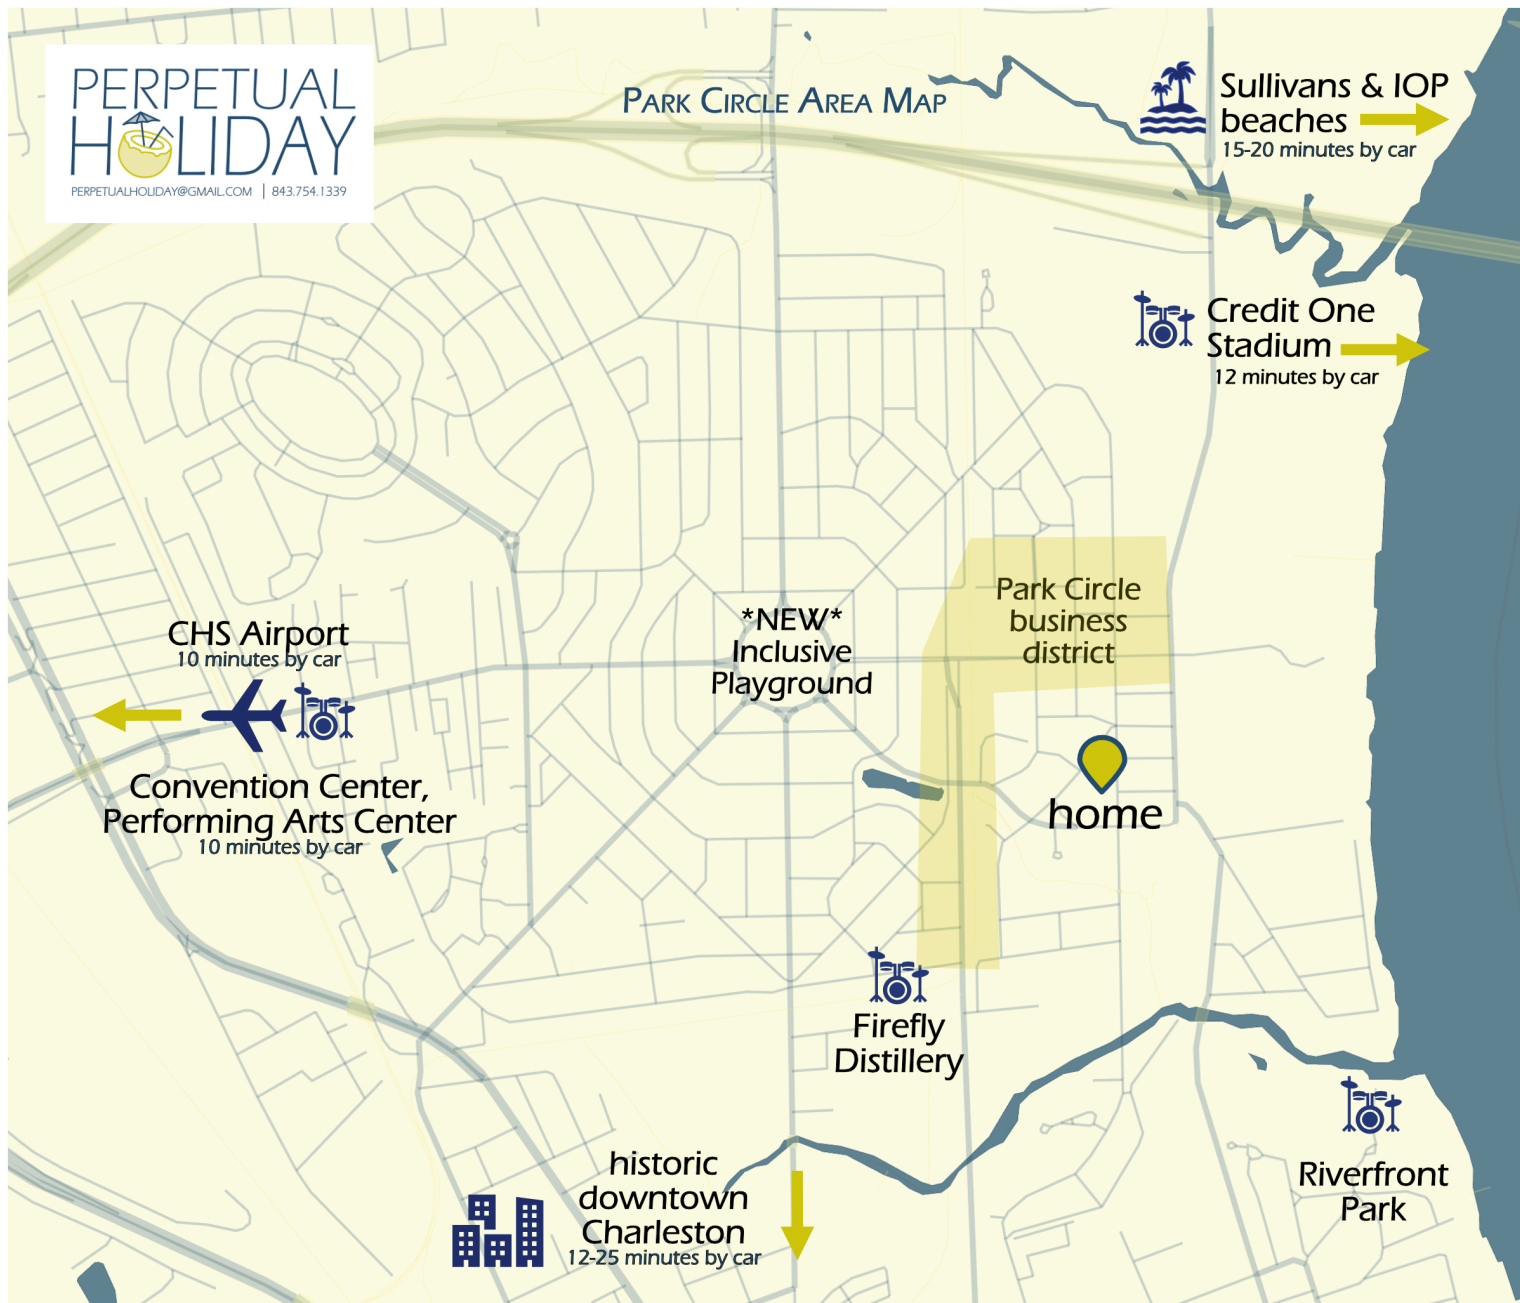 PERPETUAL
HOLIDAY
PERPETUALHOLIDAY@GMAIL.COM | 843.754.1339
PARK CIRCLE AREA MAP
Sullivans & IOP
beaches
15-20 minutes by car
Credit One
Stadium
12 minutes by car
Park Circle
business
district
*NEW*
Inclusive
Playground
CHS Airport
10 minutes by car
Convention Center,
Performing Arts Center
10 minutes by car
home
Firefly
Distillery
historic
downtown
Charleston
12-25 minutes by car
Riverfront
Park